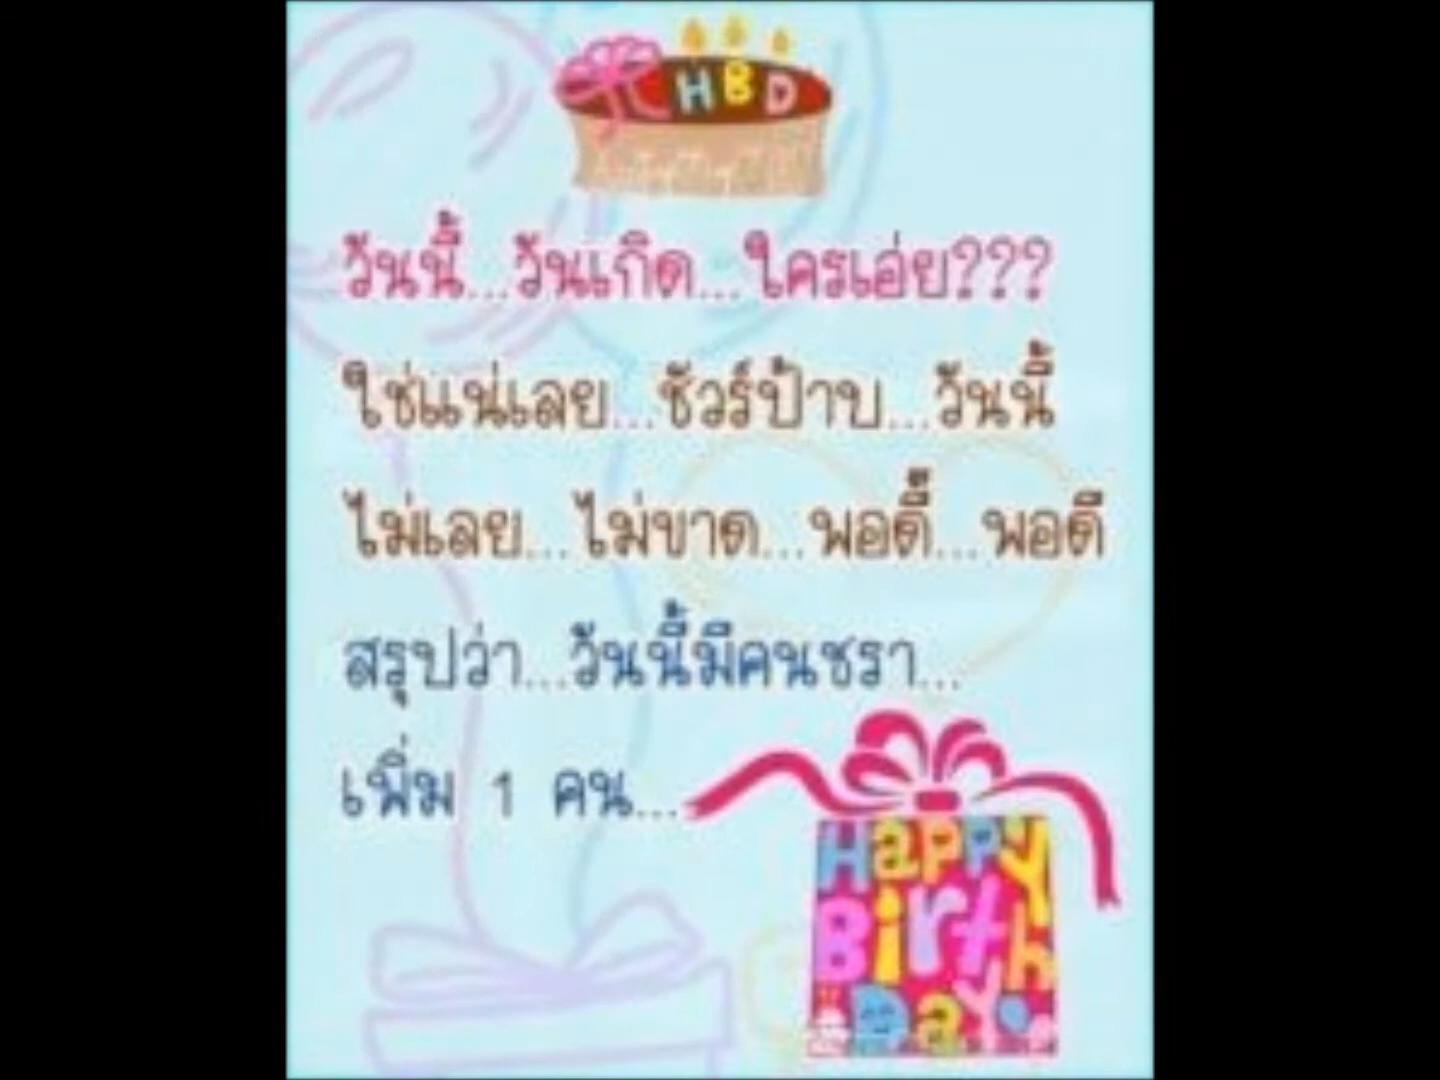 HBD
วันนี้...วันเกิด...ใครเอ่ย???
ใช่แน่เลย...ชัวร์ป้าบ...วันนี้
ไม่เลย...ไม่ขาด...พอดี๊...พอดี
สรุปว่า...วันนี้มีคนชรา...
เพิ่ม 1 คน...
Happy
Birth
Day